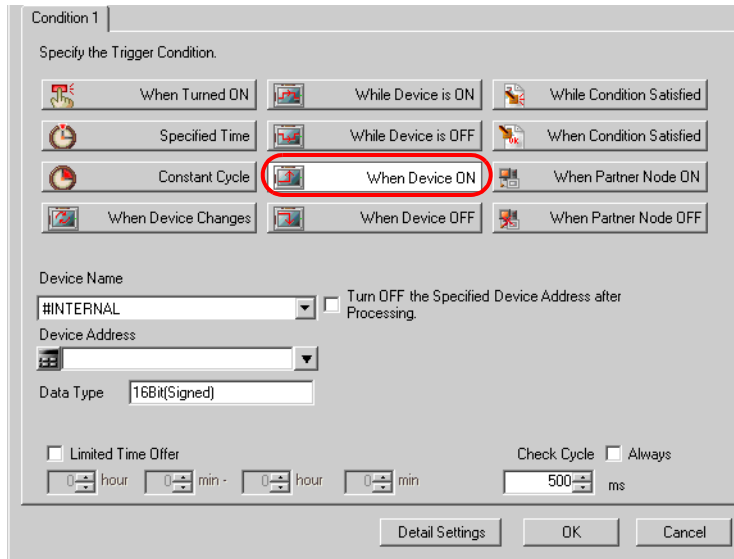 Condition 1
Specify the Trigger Condition.
When Turned ON
While Device is ON
While Condition Satisfied
Specified Time
While Device is OFF
When Condition Satisfied
Constant Cycle
When Device ON
When Partner Node ON
When Device Changes
When Device OFF
When Partner Node OFF
Device Name
#INTERNAL
Turn OFF the Specified Device Address after
Processing.
Device Address
Data Type 16Bit(Signed)
Limited Time Offer
Check Cycle Always
0 hour 0 min - 0 hour 0 min
500 ms
Detail Settings OK Cancel